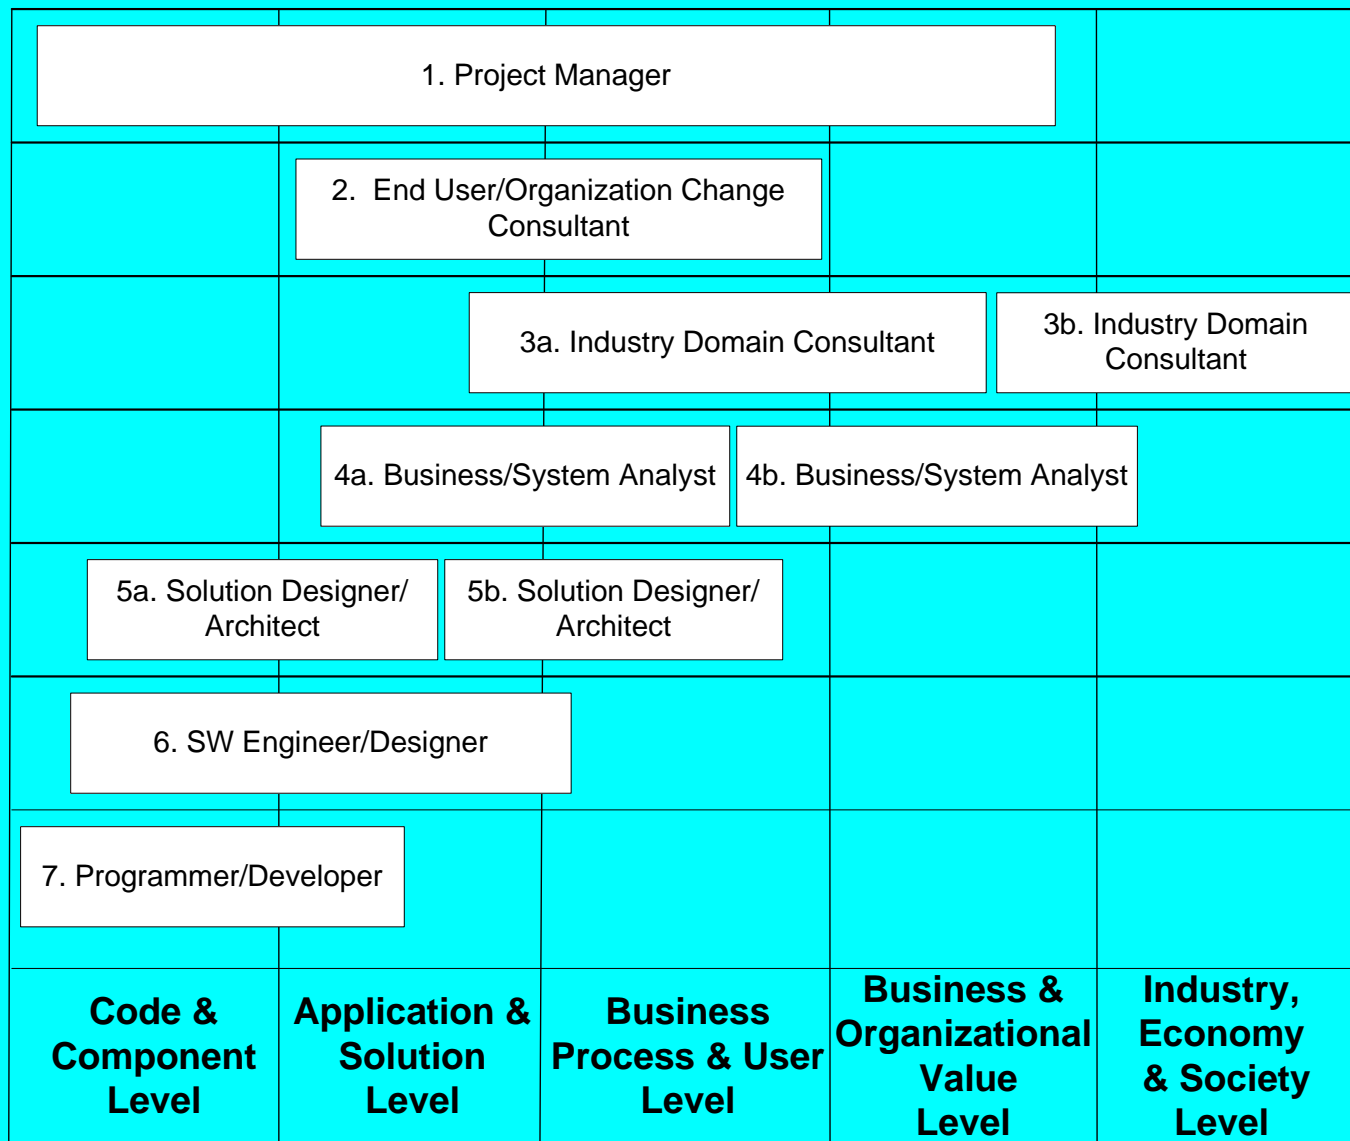 1. Project Manager
2.  End User/Organization Change
Consultant
3a. Industry Domain Consultant
3b. Industry Domain
Consultant
4a. Business/System Analyst
4b. Business/System Analyst
5a. Solution Designer/
Architect
5b. Solution Designer/
Architect
6. SW Engineer/Designer
7. Programmer/Developer
Code &
Component
Level
Application &
Solution
Level
Business
Process & User
Level
Business &
Organizational
Value
Level
Industry,
Economy
& Society
Level